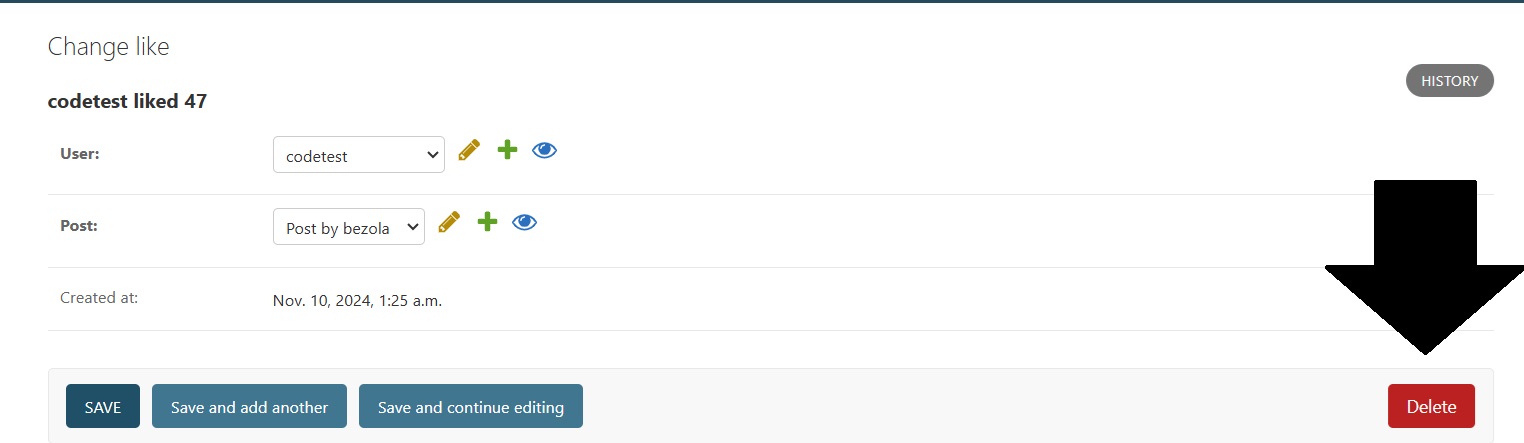 Change like
HISTORY
codetest liked 47
User: codetest
Post: Post by bezola
Created at: Nov. 10, 2024, 1:25 a.m.
SAVE Save and add another Save and continue editing Delete